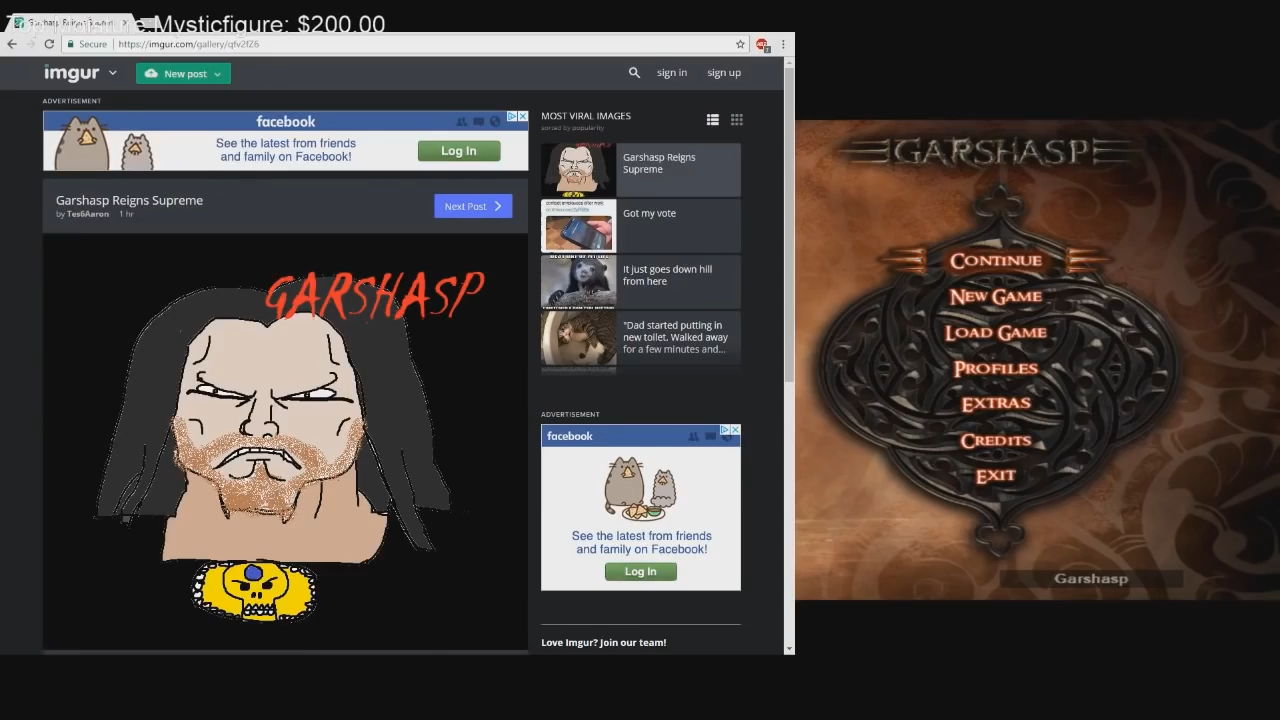 Mysticfigure: $200.00
Secure
https://imgur.com/gallery/qfv2fZ6
imgur
New post
sign in
sign up
ADVERTISEMENT
facebook
See the latest from friends
and family on Facebook!
Log In
Garshasp Reigns Supreme
by Tes6Aaron 1 hr
Next Post
GARSHASP
MOST VIRAL IMAGES
sorted by popularity
Garshasp Reigns
Supreme
Got my vote
It just goes down hill
from here
"Dad started putting in
new toilet. Walked away
for a few minutes and...
ADVERTISEMENT
facebook
See the latest from friends
and family on Facebook!
Log In
Love Imgur? Join our team!
GARSHASP
CONTINUE
NEW GAME
LOAD GAME
PROFILES
EXTRAS
CREDITS
EXIT
Garshasp